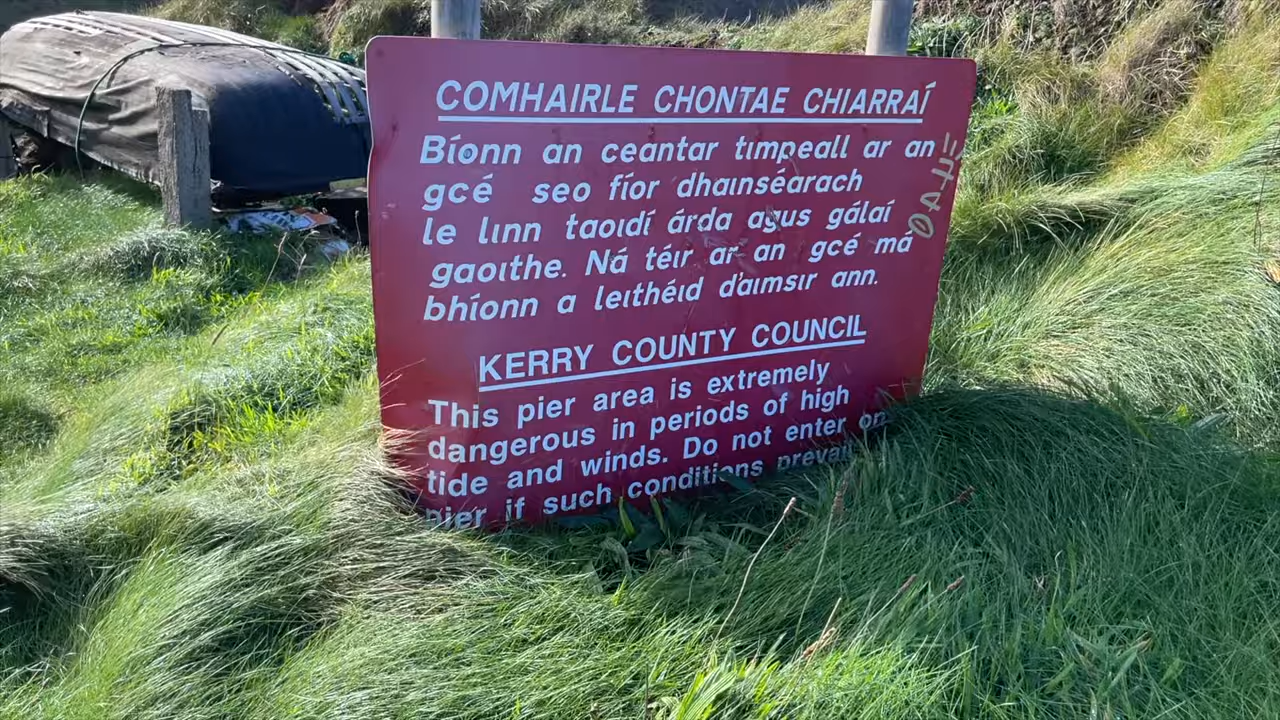 COMHAIRLE CHONTAE CHIARRAÍ
Bíonn an ceantar timpeall ar an
gcé seo fíor dhainséarach
le linn taoidí árda agus gálaí
gaoithe. Ná téir ar an gcé má
bhíonn a leithéid d'aimsir ann.
KERRY COUNTY COUNCIL
This pier area is extremely
dangerous in periods of high
tide and winds. Do not enter on
pier if such conditions prevail